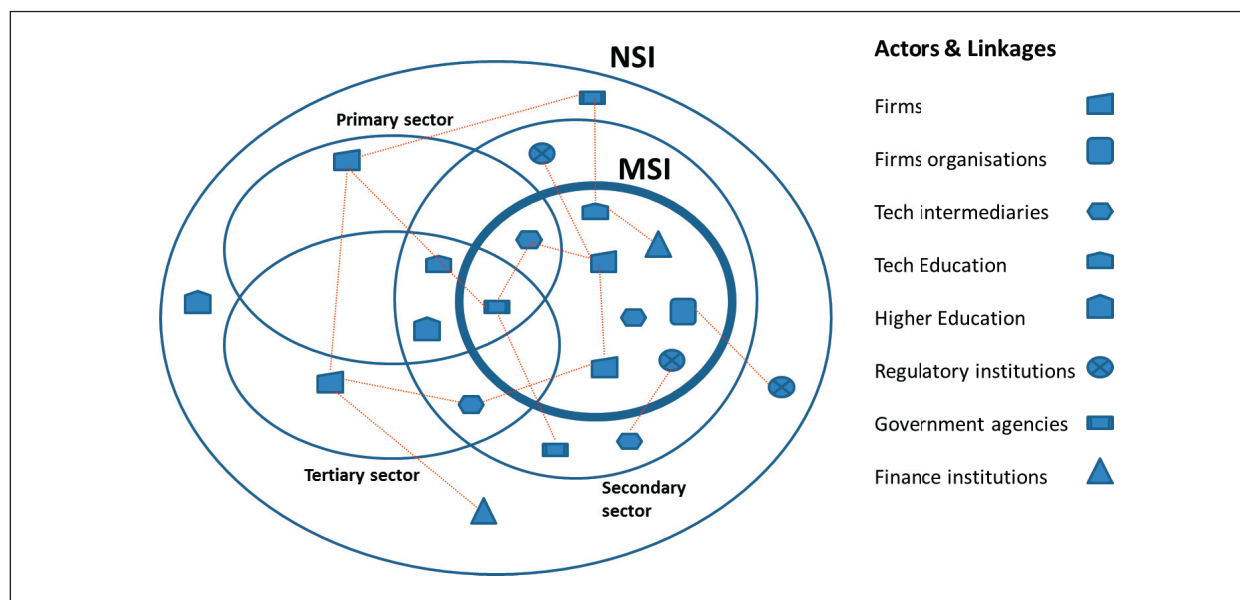 NSI
Primary sector
MSI
Tertiary sector
Secondary
sector
Actors & Linkages
Firms
Firms organisations
Tech intermediaries
Tech Education
Higher Education
Regulatory institutions
Government agencies
Finance institutions